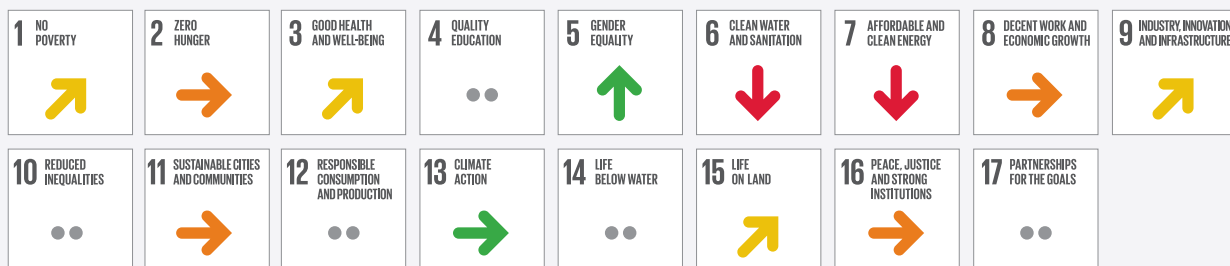 1 NO
POVERTY
2 ZERO
HUNGER
3 GOOD HEALTH
AND WELL-BEING
4 QUALITY
EDUCATION
5 GENDER
EQUALITY
6 CLEAN WATER
AND SANITATION
7 AFFORDABLE AND
CLEAN ENERGY
8 DECENT WORK AND
ECONOMIC GROWTH
9 INDUSTRY, INNOVATION
AND INFRASTRUCTURE
10 REDUCED
INEQUALITIES
11 SUSTAINABLE CITIES
AND COMMUNITIES
12 RESPONSIBLE
CONSUMPTION
AND PRODUCTION
13 CLIMATE
ACTION
14 LIFE
BELOW WATER
15 LIFE
ON LAND
16 PEACE, JUSTICE
AND STRONG
INSTITUTIONS
17 PARTNERSHIPS
FOR THE GOALS